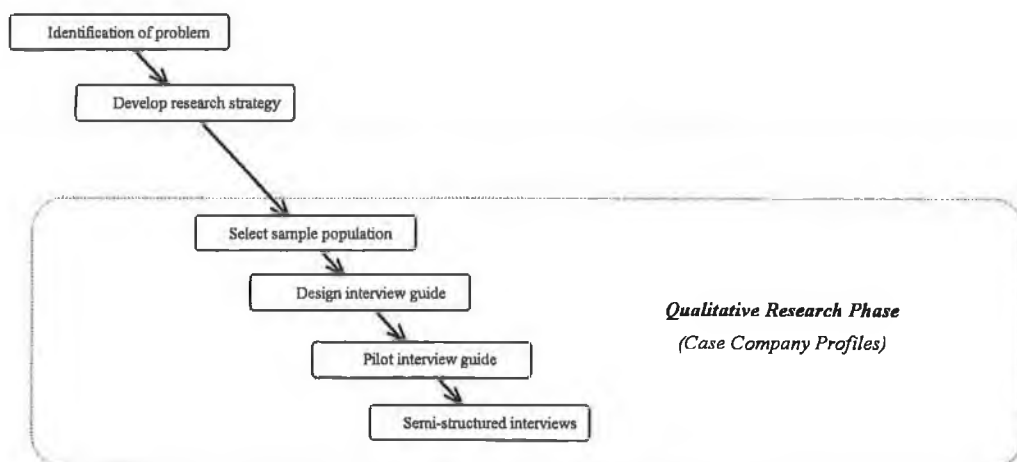 Identification of problem
Develop research strategy
Select sample population
Design interview guide
Qualitative Research Phase
(Case Company Profiles)
Pilot interview guide
Semi-structured interviews